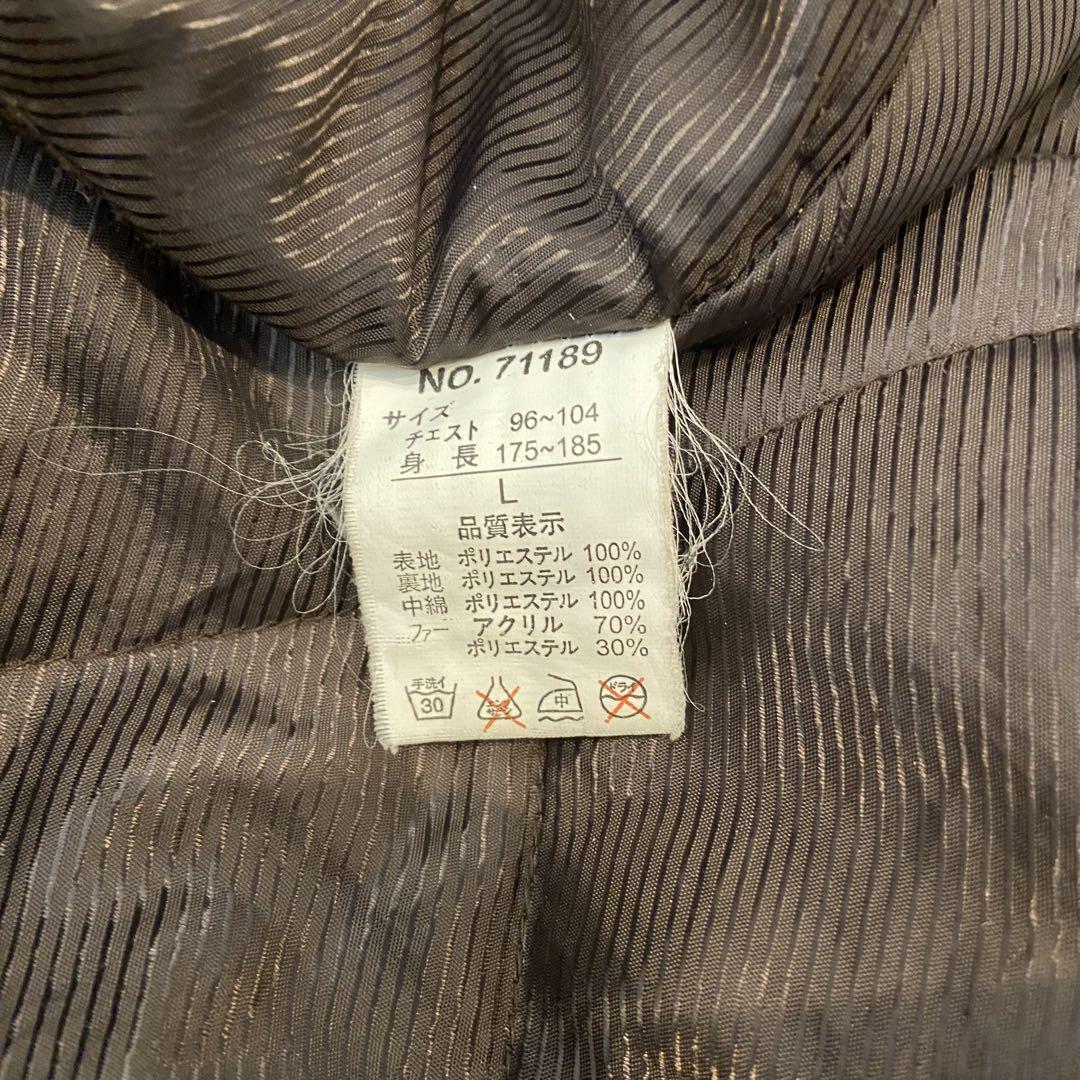 NO. 71189
サイズ
チェスト 96~104
身 長 175~185
L
品質表示
表地 ポリエステル 100%
裏地 ポリエステル 100%
中綿 ポリエステル 100%
ファー アクリル 70%
ポリエステル 30%
手洗イ 30 中 ドライ